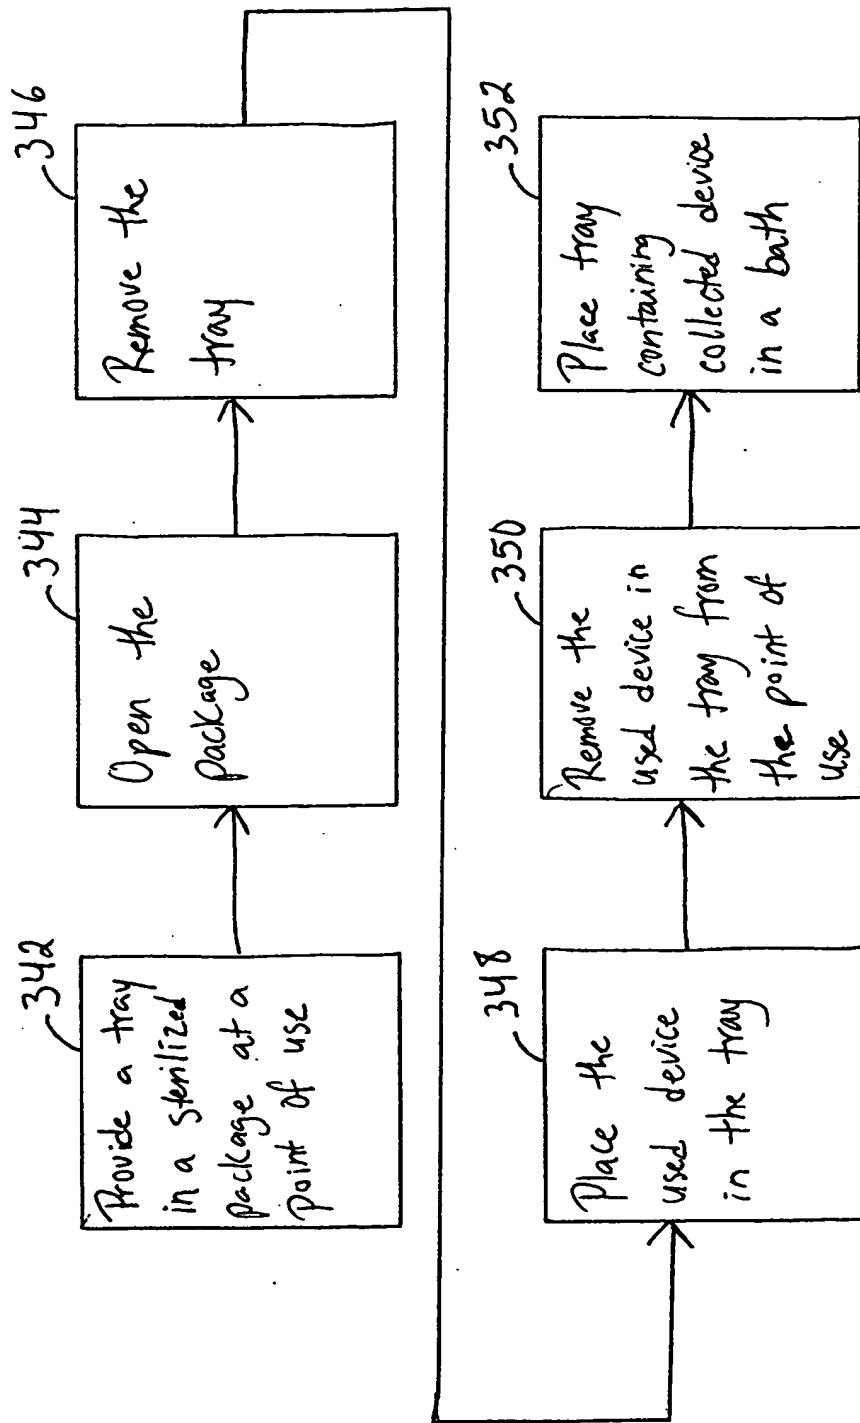 342
Provide a tray
in a sterilized
package at a
point of use
344
Open the
package
346
Remove the
tray
348
Place the
used device
in the tray
350
Remove the
used device in
the tray from
the point of
use
352
Place tray
containing
collected device
in a bath